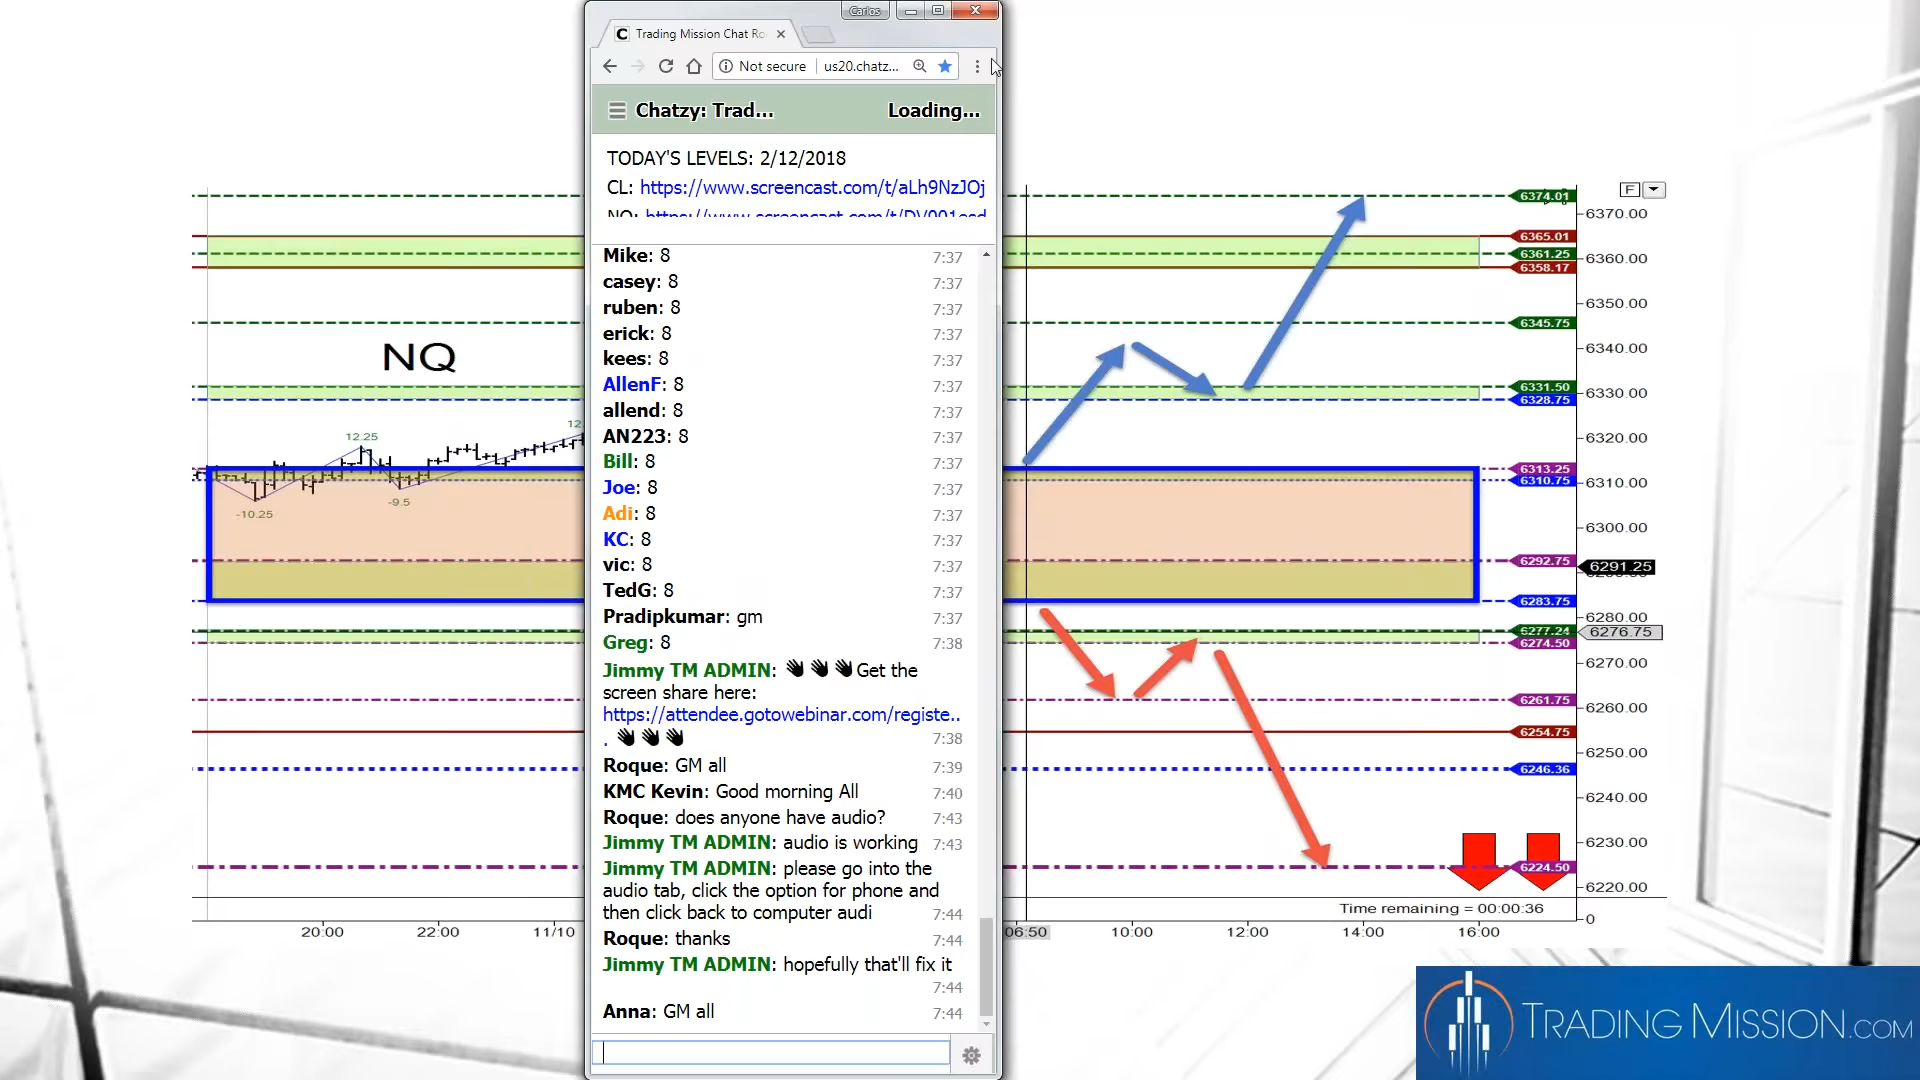 Carlos
Trading Mission Chat Ro
Not secure
us20.chatz...
Chatzy: Trad...
Loading...
TODAY'S LEVELS: 2/12/2018
CL: https://www.screencast.com/t/aLh9NzJOj
Mike: 8 7:37
casey: 8 7:37
ruben: 8 7:37
erick: 8 7:37
kees: 8 7:37
AllenF: 8 7:37
allend: 8 7:37
AN223: 8 7:37
Bill: 8 7:37
Joe: 8 7:37
Adi: 8 7:37
KC: 8 7:37
vic: 8 7:37
TedG: 8 7:37
Pradipkumar: gm 7:37
Greg: 8 7:38
Jimmy TM ADMIN: 👋👋👋Get the
screen share here:
https://attendee.gotowebinar.com/registe..
. 👋👋👋 7:38
Roque: GM all 7:39
KMC Kevin: Good morning All 7:40
Roque: does anyone have audio? 7:43
Jimmy TM ADMIN: audio is working 7:43
Jimmy TM ADMIN: please go into the
audio tab, click the option for phone and
then click back to computer audi 7:44
Roque: thanks 7:44
Jimmy TM ADMIN: hopefully that'll fix it
7:44
Anna: GM all 7:44
NQ
12.25
12.
-10.25
-9.5
20:00
22:00
11/10
06:50
10:00
12:00
14:00
16:00
F
6374.01
6365.01
6361.25
6358.17
6345.75
6331.50
6328.75
6313.25
6310.75
6292.75
6283.75
6277.24
6274.50
6261.75
6254.75
6246.36
6224.50
6370.00
6360.00
6350.00
6340.00
6330.00
6320.00
6310.00
6300.00
6291.25
6280.00
6276.75
6270.00
6260.00
6250.00
6240.00
6230.00
6220.00
0
Time remaining = 00:00:36
TRADING MISSION.COM